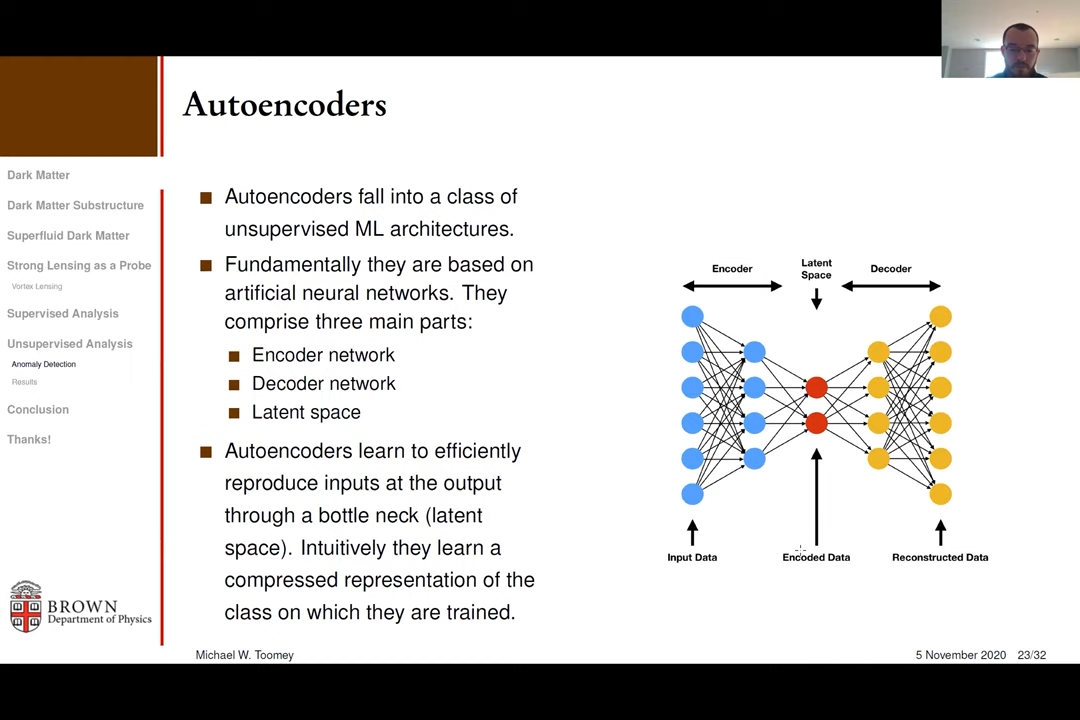 Autoencoders
Dark Matter
Dark Matter Substructure
Superfluid Dark Matter
Strong Lensing as a Probe
Vortex Lensing
Supervised Analysis
Unsupervised Analysis
Anomaly Detection
Results
Conclusion
Thanks!
BROWN
Department of Physics
Autoencoders fall into a class of
unsupervised ML architectures.
Fundamentally they are based on
artificial neural networks. They
comprise three main parts:
Encoder network
Decoder network
Latent space
Autoencoders learn to efficiently
reproduce inputs at the output
through a bottle neck (latent
space). Intuitively they learn a
compressed representation of the
class on which they are trained.
Encoder
Latent
Space
Decoder
Input Data
Encoded Data
Reconstructed Data
Michael W. Toomey
5 November 2020 23/32